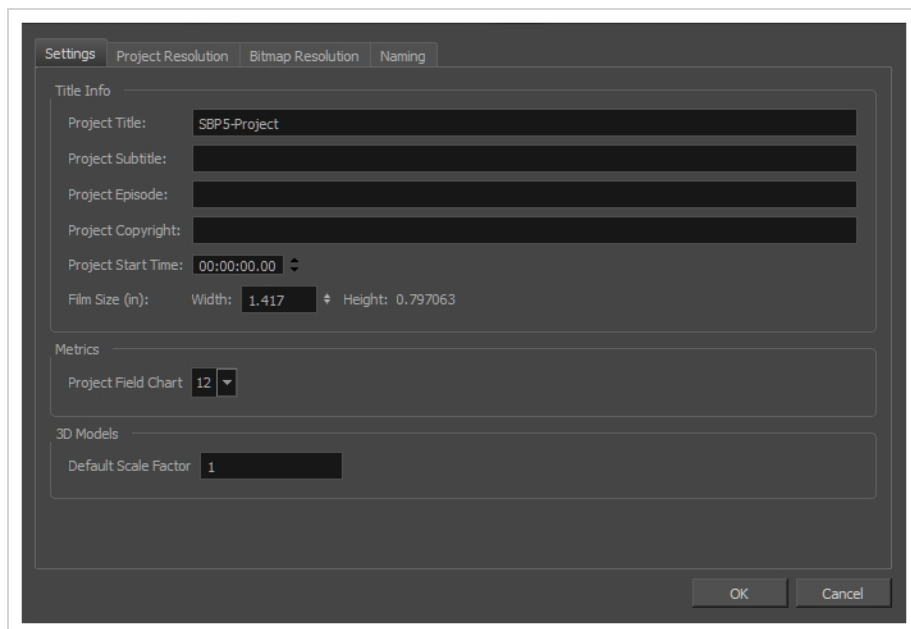 Settings Project Resolution Bitmap Resolution Naming
Title Info
Project Title: SBP5-Project
Project Subtitle:
Project Episode:
Project Copyright:
Project Start Time: 00:00:00.00
Film Size (in): Width: 1.417 Height: 0.797063
Metrics
Project Field Chart 12
3D Models
Default Scale Factor 1
OK Cancel